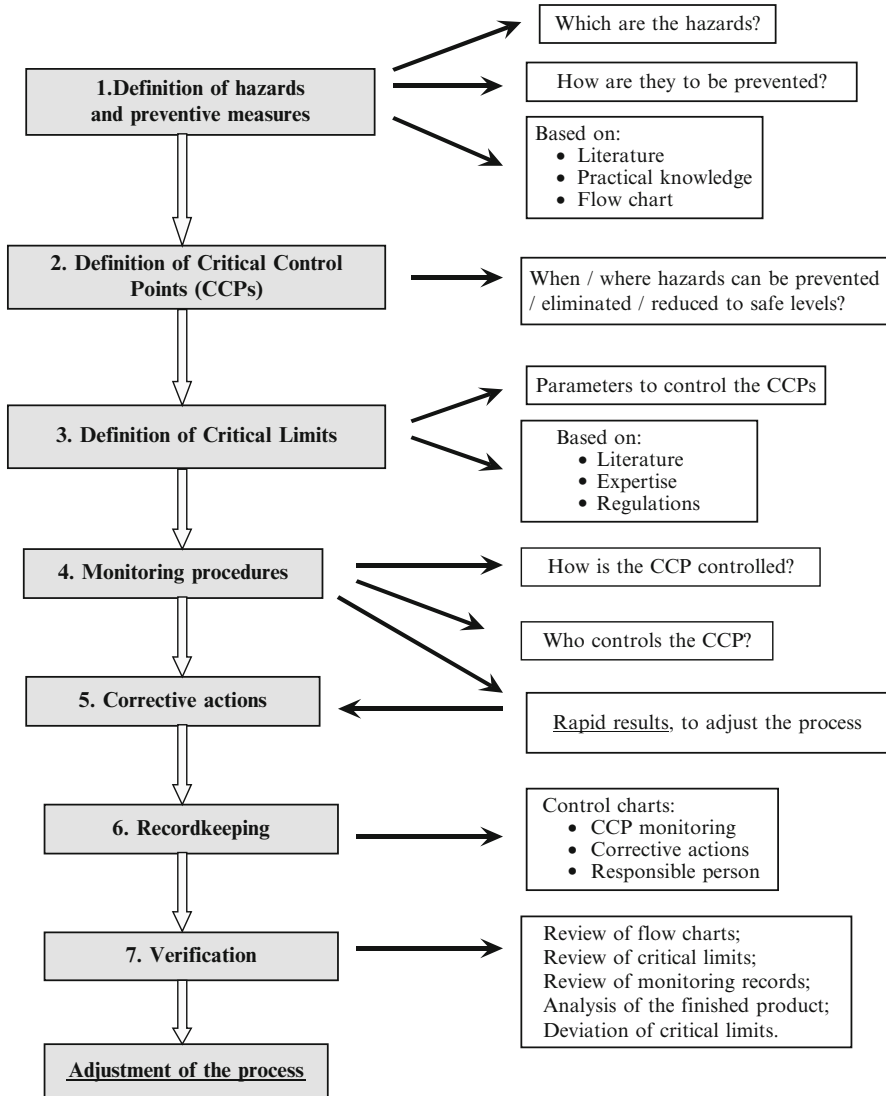 1.Definition of hazards
and preventive measures
Which are the hazards?
How are they to be prevented?
Based on:
• Literature
• Practical knowledge
• Flow chart
2. Definition of Critical Control
Points (CCPs)
When / where hazards can be prevented
/ eliminated / reduced to safe levels?
3. Definition of Critical Limits
Parameters to control the CCPs
Based on:
• Literature
• Expertise
• Regulations
4. Monitoring procedures
How is the CCP controlled?
Who controls the CCP?
Rapid results, to adjust the process
5. Corrective actions
6. Recordkeeping
Control charts:
• CCP monitoring
• Corrective actions
• Responsible person
7. Verification
Review of flow charts;
Review of critical limits;
Review of monitoring records;
Analysis of the finished product;
Deviation of critical limits.
Adjustment of the process